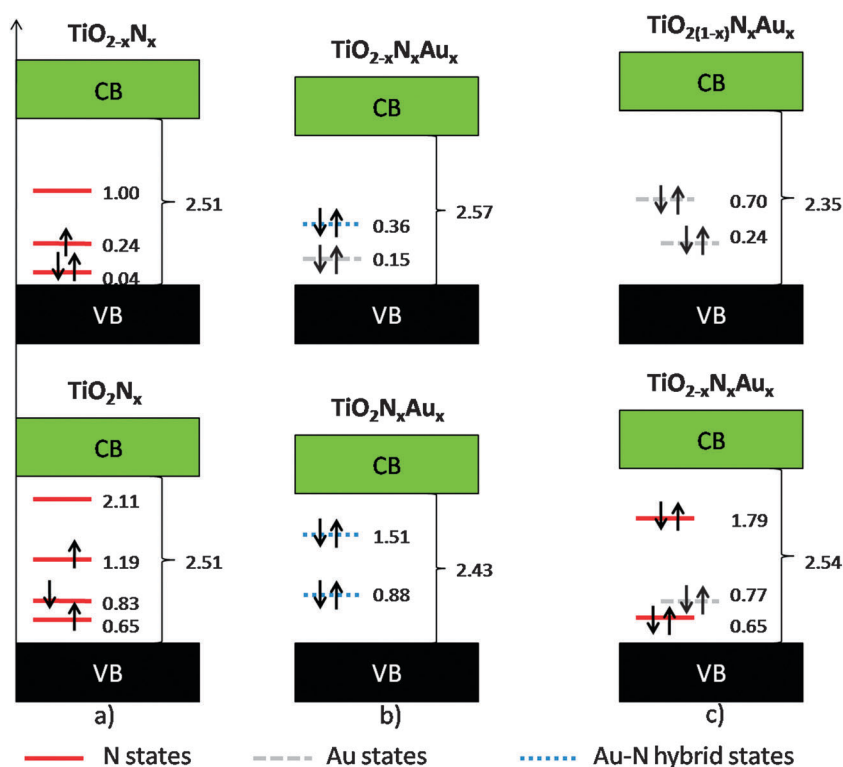 TiO₂₋ₓNₓ
CB
1.00
0.24
0.04
2.51
VB
TiO₂Nₓ
CB
2.11
1.19
0.83
0.65
2.51
VB
a)
TiO₂₋ₓNₓAuₓ
CB
0.36
0.15
2.57
VB
TiO₂NₓAuₓ
CB
1.51
0.88
2.43
VB
b)
TiO₂₍₁₋ₓ₎NₓAuₓ
CB
0.70
0.24
2.35
VB
TiO₂₋ₓNₓAuₓ
CB
1.79
0.77
0.65
2.54
VB
c)
N states
Au states
Au-N hybrid states